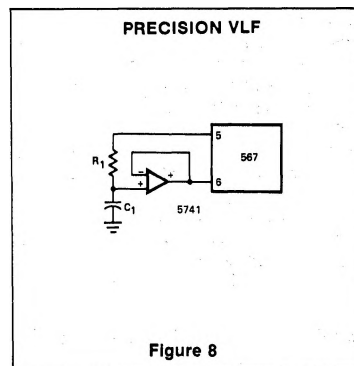 PRECISION VLF
5
567
R1
6
- +
+
5741
C1
Figure 8